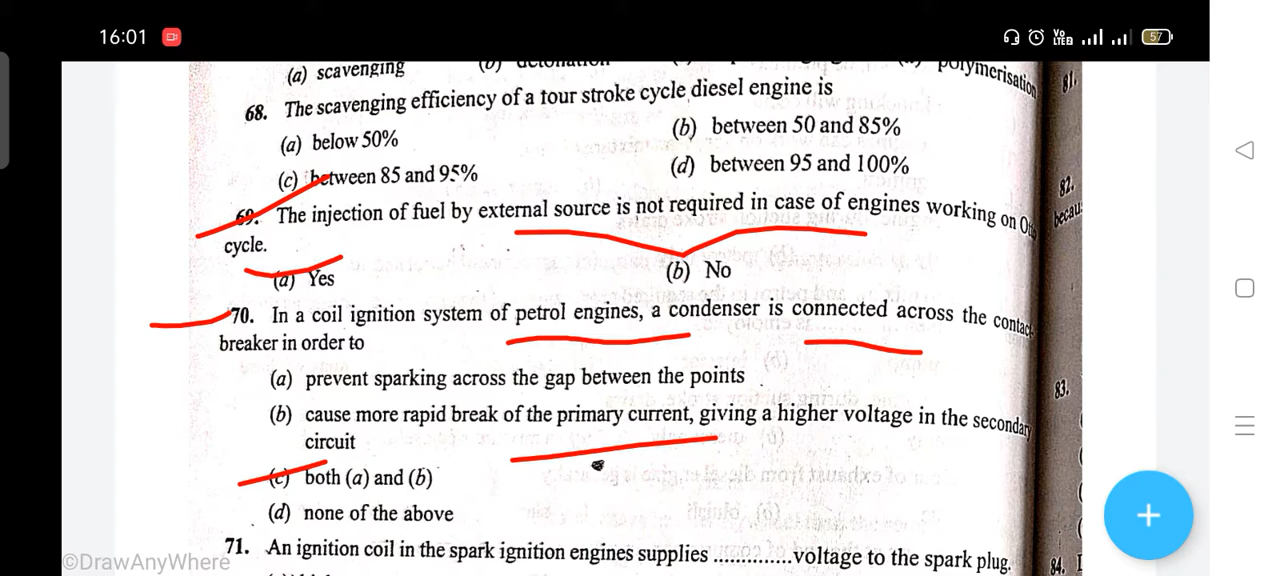 16:01
Vo
LTE2
57
(a) scavenging (b) detonation polymerisation
81.
68. The scavenging efficiency of a tour stroke cycle diesel engine is
(a) below 50% (b) between 50 and 85%
(c) between 85 and 95% (d) between 95 and 100%
82.
69. The injection of fuel by external source is not required in case of engines working on Otto
becau
cycle.
(a) Yes (b) No
70. In a coil ignition system of petrol engines, a condenser is connected across the contact
breaker in order to
(a) prevent sparking across the gap between the points
83.
(b) cause more rapid break of the primary current, giving a higher voltage in the secondary
circuit
(c) both (a) and (b)
(d) none of the above
71. An ignition coil in the spark ignition engines supplies ..............voltage to the spark plug.
84.
+
©DrawAnyWhere